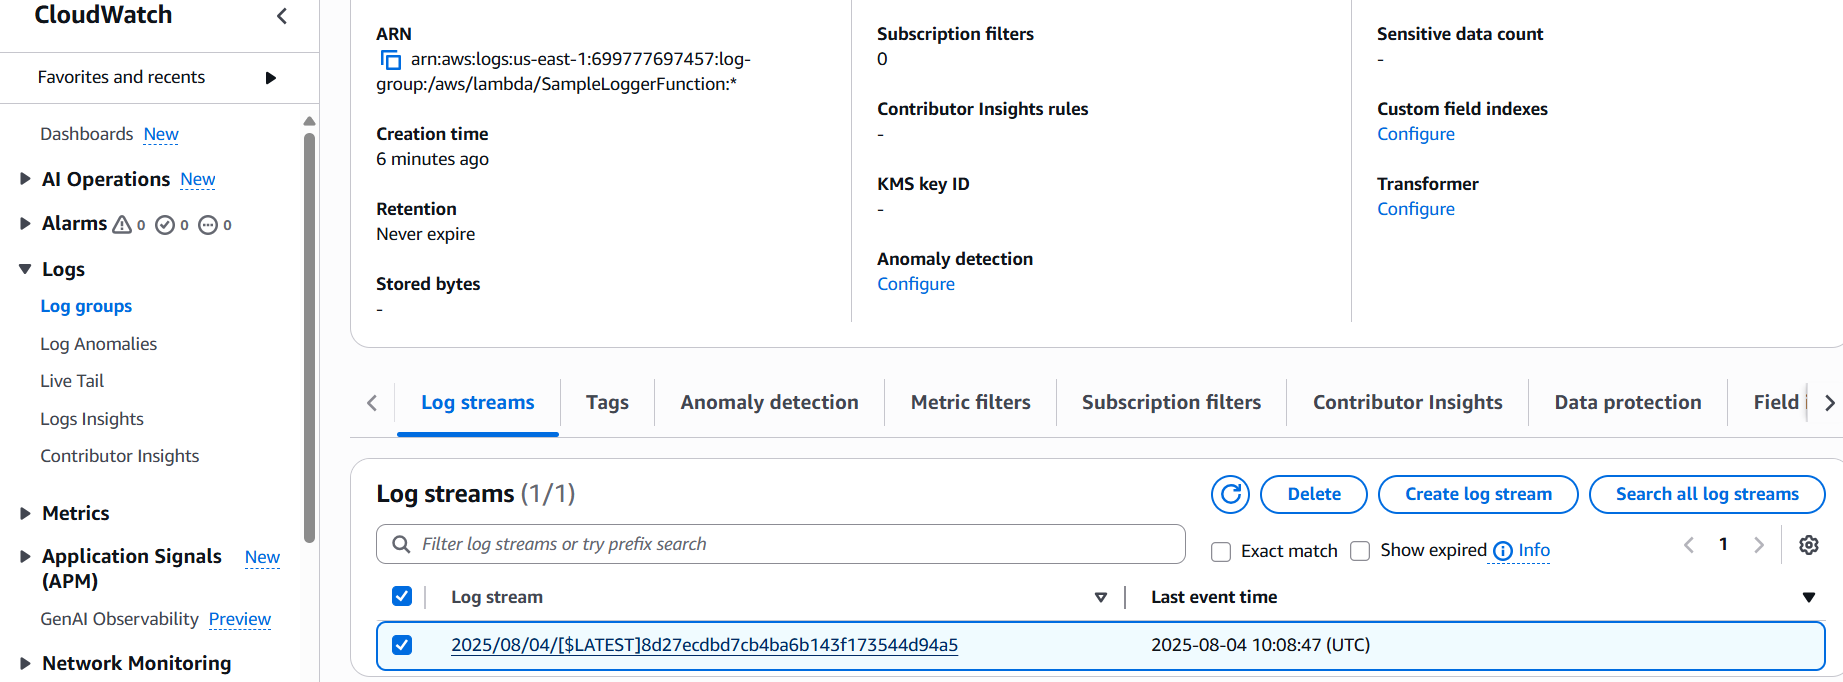 CloudWatch
Favorites and recents
Dashboards New
AI Operations New
Alarms 0 0 0
Logs
Log groups
Log Anomalies
Live Tail
Logs Insights
Contributor Insights
Metrics
Application Signals New
(APM)
GenAI Observability Preview
Network Monitoring
ARN
arn:aws:logs:us-east-1:699777697457:log-
group:/aws/lambda/SampleLoggerFunction:*
Creation time
6 minutes ago
Retention
Never expire
Stored bytes
-
Subscription filters
0
Contributor Insights rules
-
KMS key ID
-
Anomaly detection
Configure
Sensitive data count
-
Custom field indexes
Configure
Transformer
Configure
Log streams Tags Anomaly detection Metric filters Subscription filters Contributor Insights Data protection Field
Log streams (1/1)
Delete Create log stream Search all log streams
Filter log streams or try prefix search
Exact match Show expired Info 1
Log stream Last event time
2025/08/04/[$LATEST]8d27ecdbd7cb4ba6b143f173544d94a5 2025-08-04 10:08:47 (UTC)